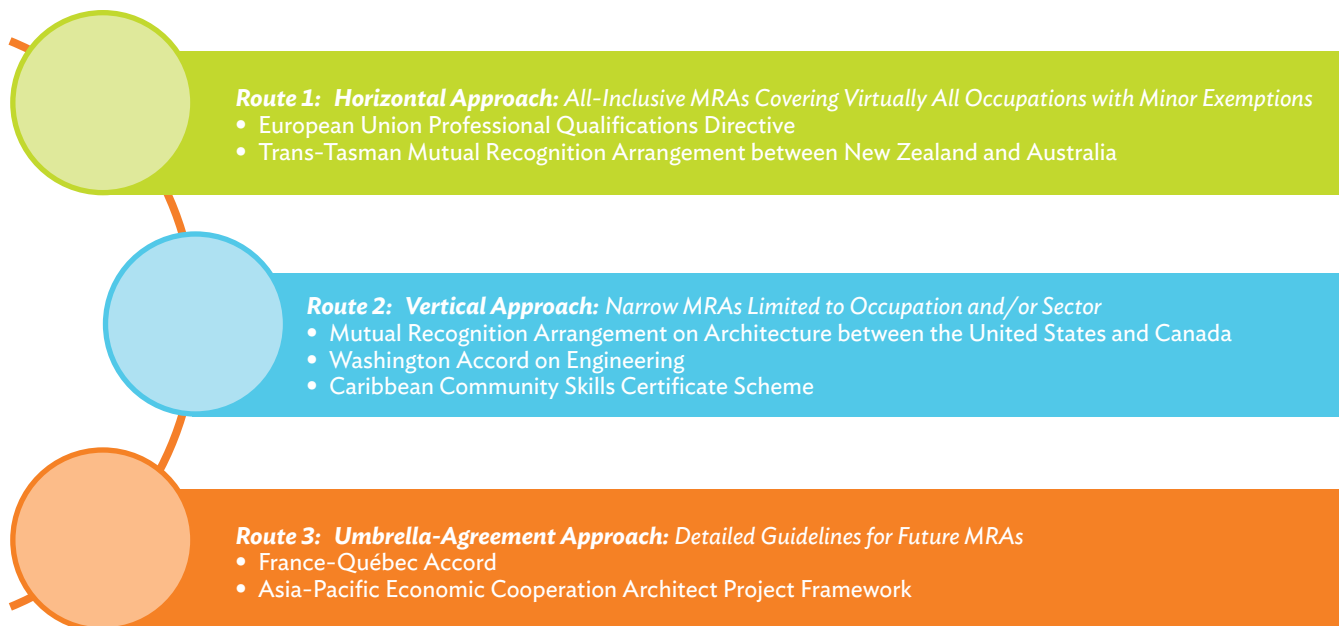 Route 1: Horizontal Approach: All-Inclusive MRAs Covering Virtually All Occupations with Minor Exemptions
• European Union Professional Qualifications Directive
• Trans-Tasman Mutual Recognition Arrangement between New Zealand and Australia
Route 2: Vertical Approach: Narrow MRAs Limited to Occupation and/or Sector
• Mutual Recognition Arrangement on Architecture between the United States and Canada
• Washington Accord on Engineering
• Caribbean Community Skills Certificate Scheme
Route 3: Umbrella-Agreement Approach: Detailed Guidelines for Future MRAs
• France-Québec Accord
• Asia-Pacific Economic Cooperation Architect Project Framework